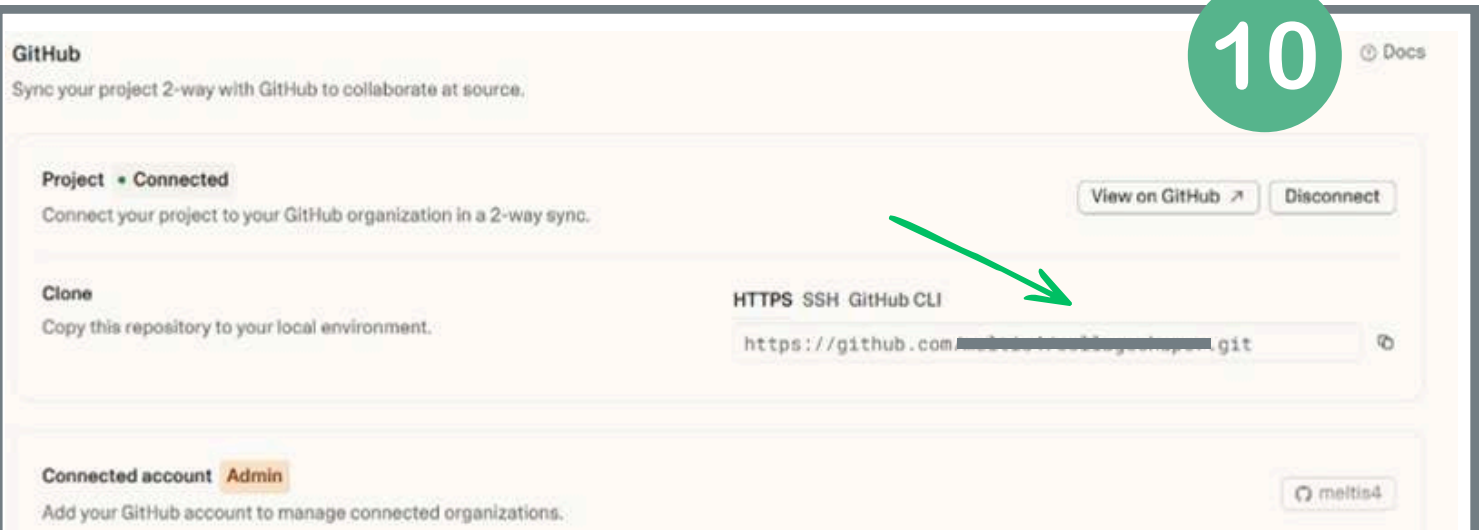 10
GitHub
Docs
Sync your project 2-way with GitHub to collaborate at source.
Project • Connected
View on GitHub ↗ Disconnect
Connect your project to your GitHub organization in a 2-way sync.
Clone
HTTPS SSH GitHub CLI
Copy this repository to your local environment.
https://github.com/ .git
Connected account Admin
meltis4
Add your GitHub account to manage connected organizations.